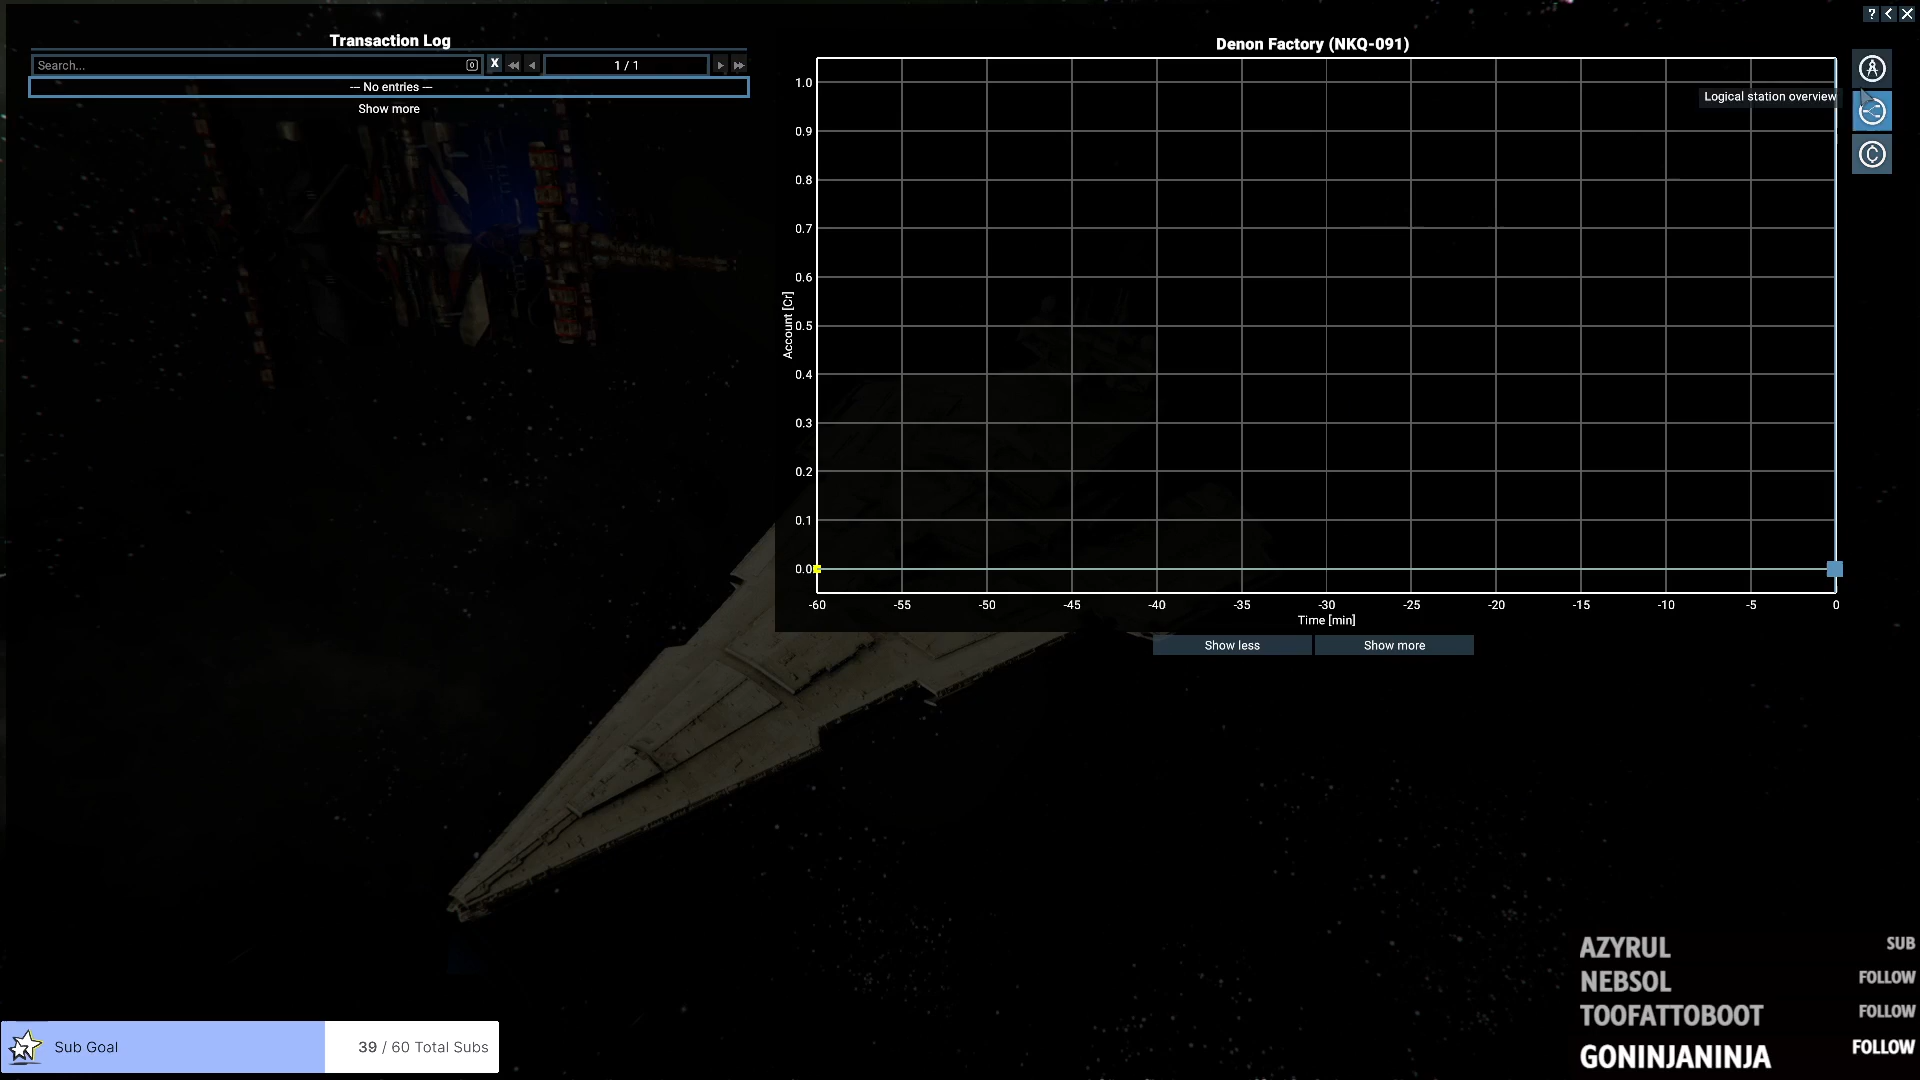 Transaction Log
Search...
0
X
1 / 1
--- No entries ---
Show more
Denon Factory (NKQ-091)
?
Logical station overview
Account [Cr]
1.0
0.9
0.8
0.7
0.6
0.5
0.4
0.3
0.2
0.1
0.0
-60 -55 -50 -45 -40 -35 -30 -25 -20 -15 -10 -5 0
Time [min]
Show less Show more
AZYRUL SUB
NEBSOL FOLLOW
TOOFATTOBOOT FOLLOW
GONINJANINJA FOLLOW
Sub Goal 39 / 60 Total Subs